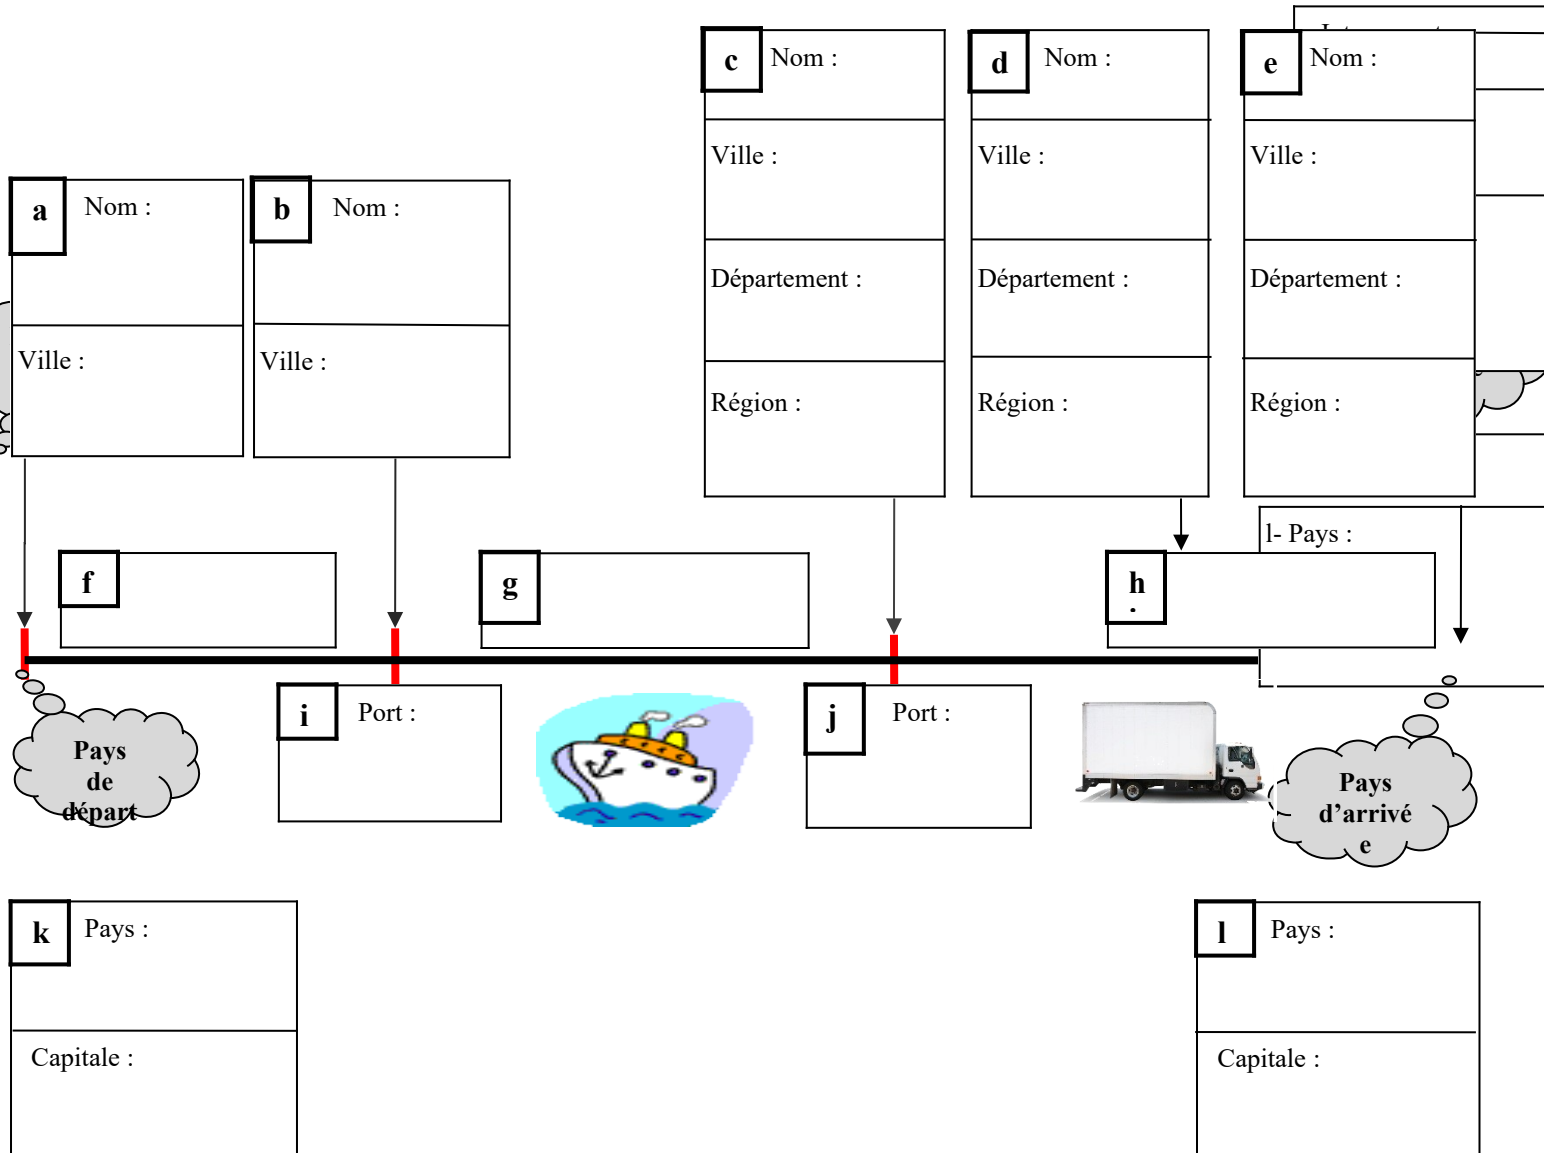 c
Nom :
d
Nom :
e
Nom :
Ville :
Ville :
Ville :
a
Nom :
b
Nom :
Département :
Département :
Département :
Ville :
Ville :
Région :
Région :
Région :
l- Pays :
f
g
h
i
Port :
j
Port :
Pays
de
départ
Pays
d’arrivé
e
k
Pays :
l
Pays :
Capitale :
Capitale :